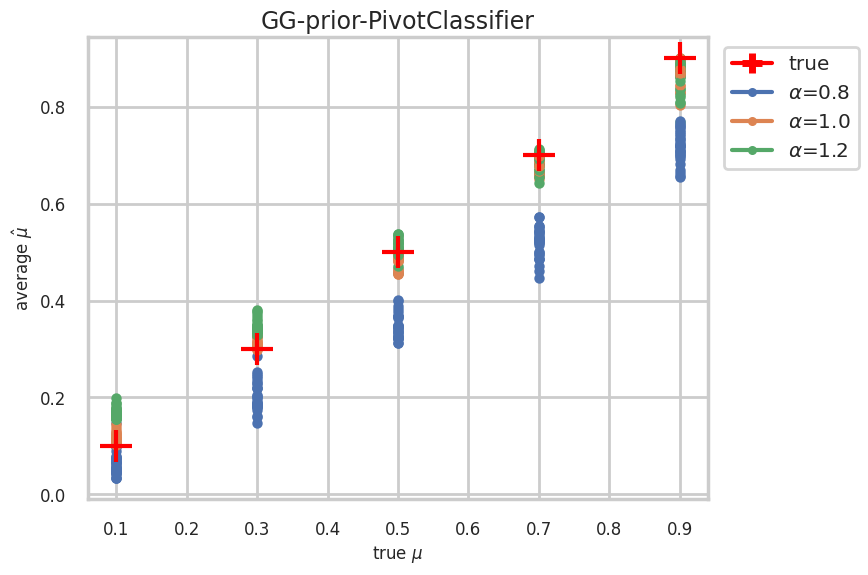 GG-prior-PivotClassifier
true
α=0.8
α=1.0
α=1.2
average μ̂
0.8
0.6
0.4
0.2
0.0
0.1 0.2 0.3 0.4 0.5 0.6 0.7 0.8 0.9
true μ